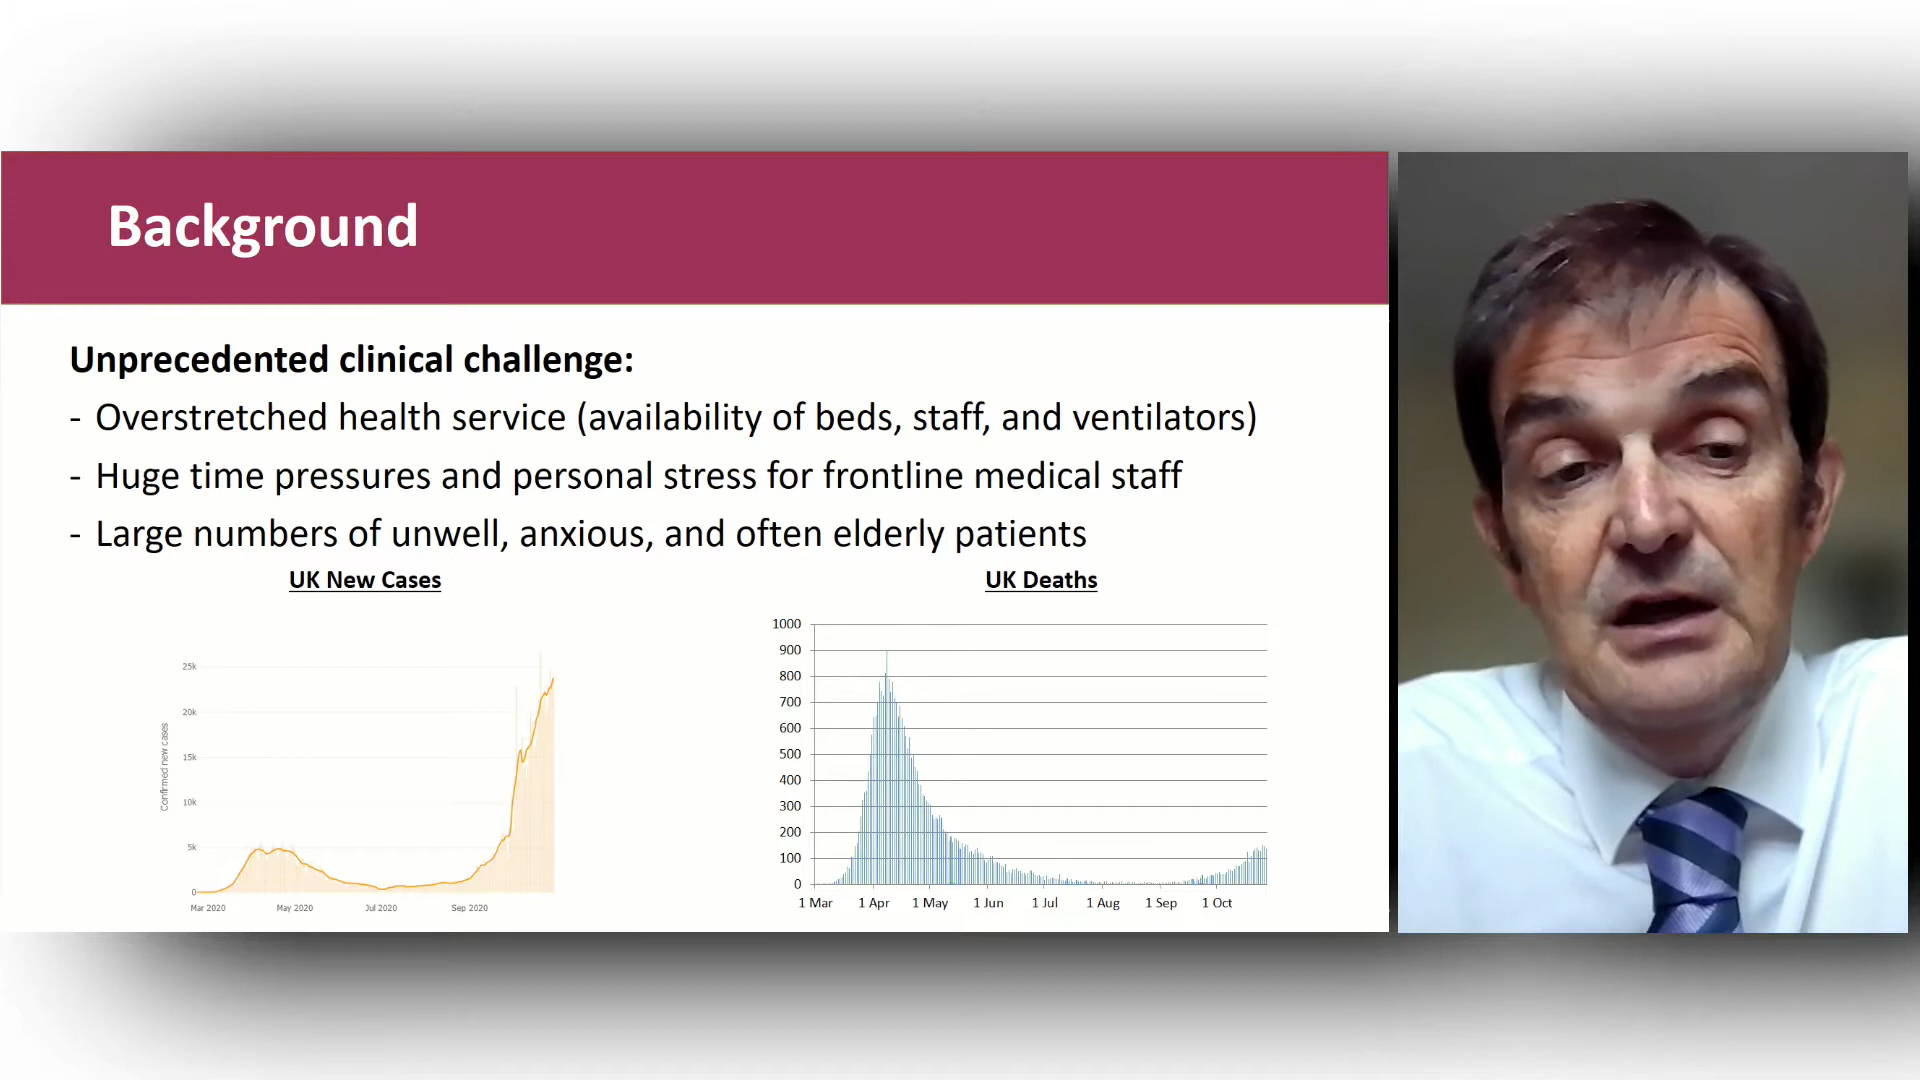 Background
Unprecedented clinical challenge:
- Overstretched health service (availability of beds, staff, and ventilators)
- Huge time pressures and personal stress for frontline medical staff
- Large numbers of unwell, anxious, and often elderly patients
UK New Cases
Confirmed new cases
25k
20k
15k
10k
5k
0
Mar 2020 May 2020 Jul 2020 Sep 2020
UK Deaths
1000
900
800
700
600
500
400
300
200
100
0
1 Mar 1 Apr 1 May 1 Jun 1 Jul 1 Aug 1 Sep 1 Oct